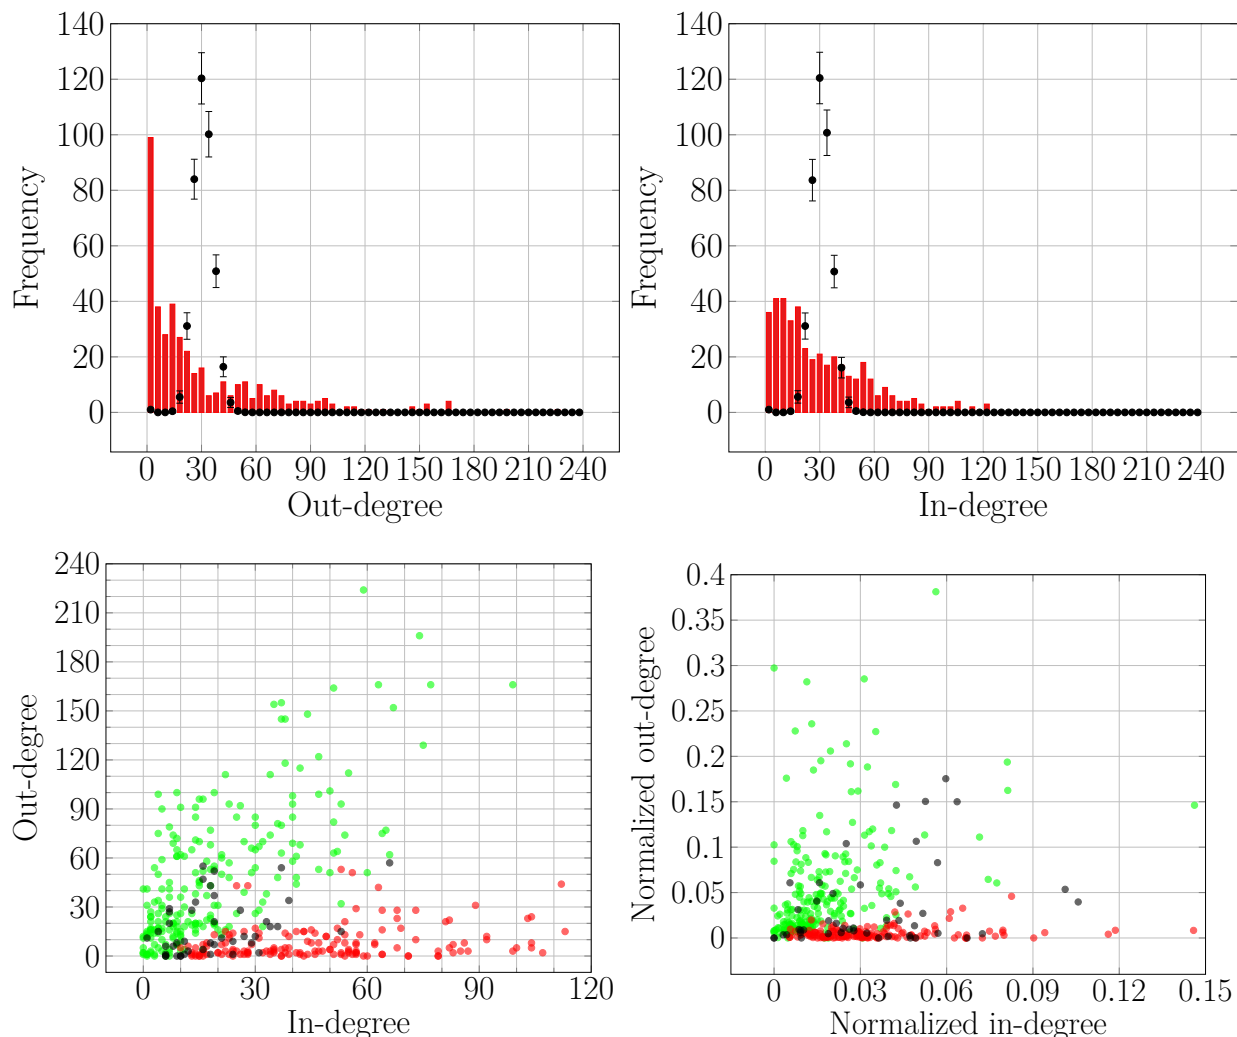 140
120
100
80
60
40
20
0
Frequency
0 30 60 90 120 150 180 210 240
Out-degree
140
120
100
80
60
40
20
0
Frequency
0 30 60 90 120 150 180 210 240
In-degree
240
210
180
150
120
90
60
30
0
Out-degree
0 30 60 90 120
In-degree
0.4
0.35
0.3
0.25
0.2
0.15
0.1
0.05
0
Normalized out-degree
0 0.03 0.06 0.09 0.12 0.15
Normalized in-degree